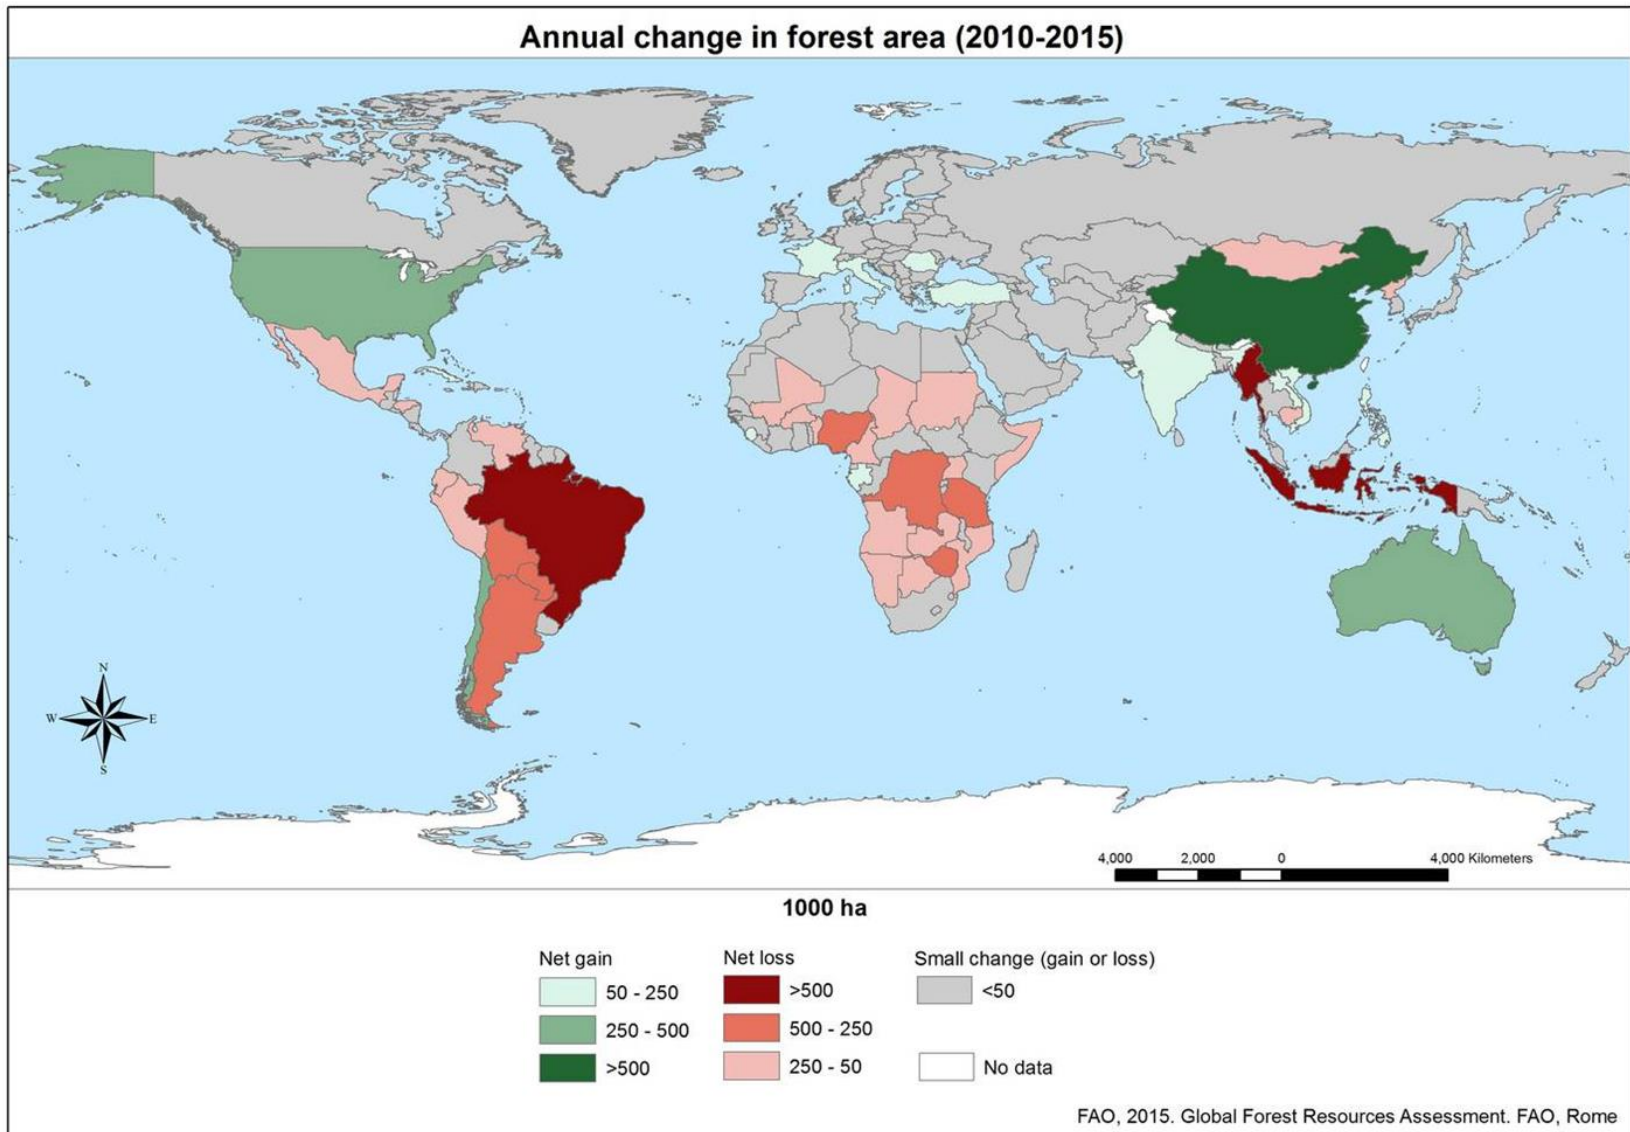 Annual change in forest area (2010-2015)
N
W E
S
4,000 2,000 0 4,000 Kilometers
1000 ha
Net gain Net loss Small change (gain or loss)
50 - 250 >500 <50
250 - 500 500 - 250
>500 250 - 50 No data
FAO, 2015. Global Forest Resources Assessment. FAO, Rome